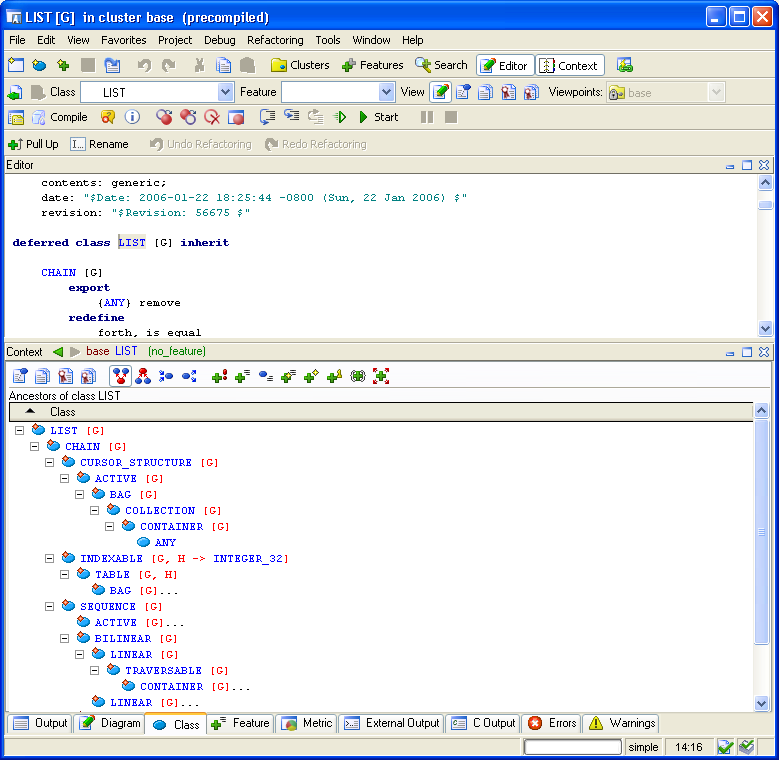 LIST [G] in cluster base (precompiled)
File Edit View Favorites Project Debug Refactoring Tools Window Help
Clusters Features Search Editor Context
Class LIST Feature View Viewpoints: base
Compile Start
Pull Up I... Rename Undo Refactoring Redo Refactoring
Editor
contents: generic;
date: "$Date: 2006-01-22 18:25:44 -0800 (Sun, 22 Jan 2006) $"
revision: "$Revision: 56675 $"
deferred class LIST [G] inherit
CHAIN [G]
export
{ANY} remove
redefine
forth, is_equal
Context base LIST (no_feature)
Ancestors of class LIST
Class
LIST [G]
CHAIN [G]
CURSOR_STRUCTURE [G]
ACTIVE [G]
BAG [G]
COLLECTION [G]
CONTAINER [G]
ANY
INDEXABLE [G, H -> INTEGER_32]
TABLE [G, H]
BAG [G]...
SEQUENCE [G]
ACTIVE [G]...
BILINEAR [G]
LINEAR [G]
TRAVERSABLE [G]
CONTAINER [G]...
LINEAR [G]...
Output Diagram Class Feature Metric External Output C Output Errors Warnings
simple 14:16